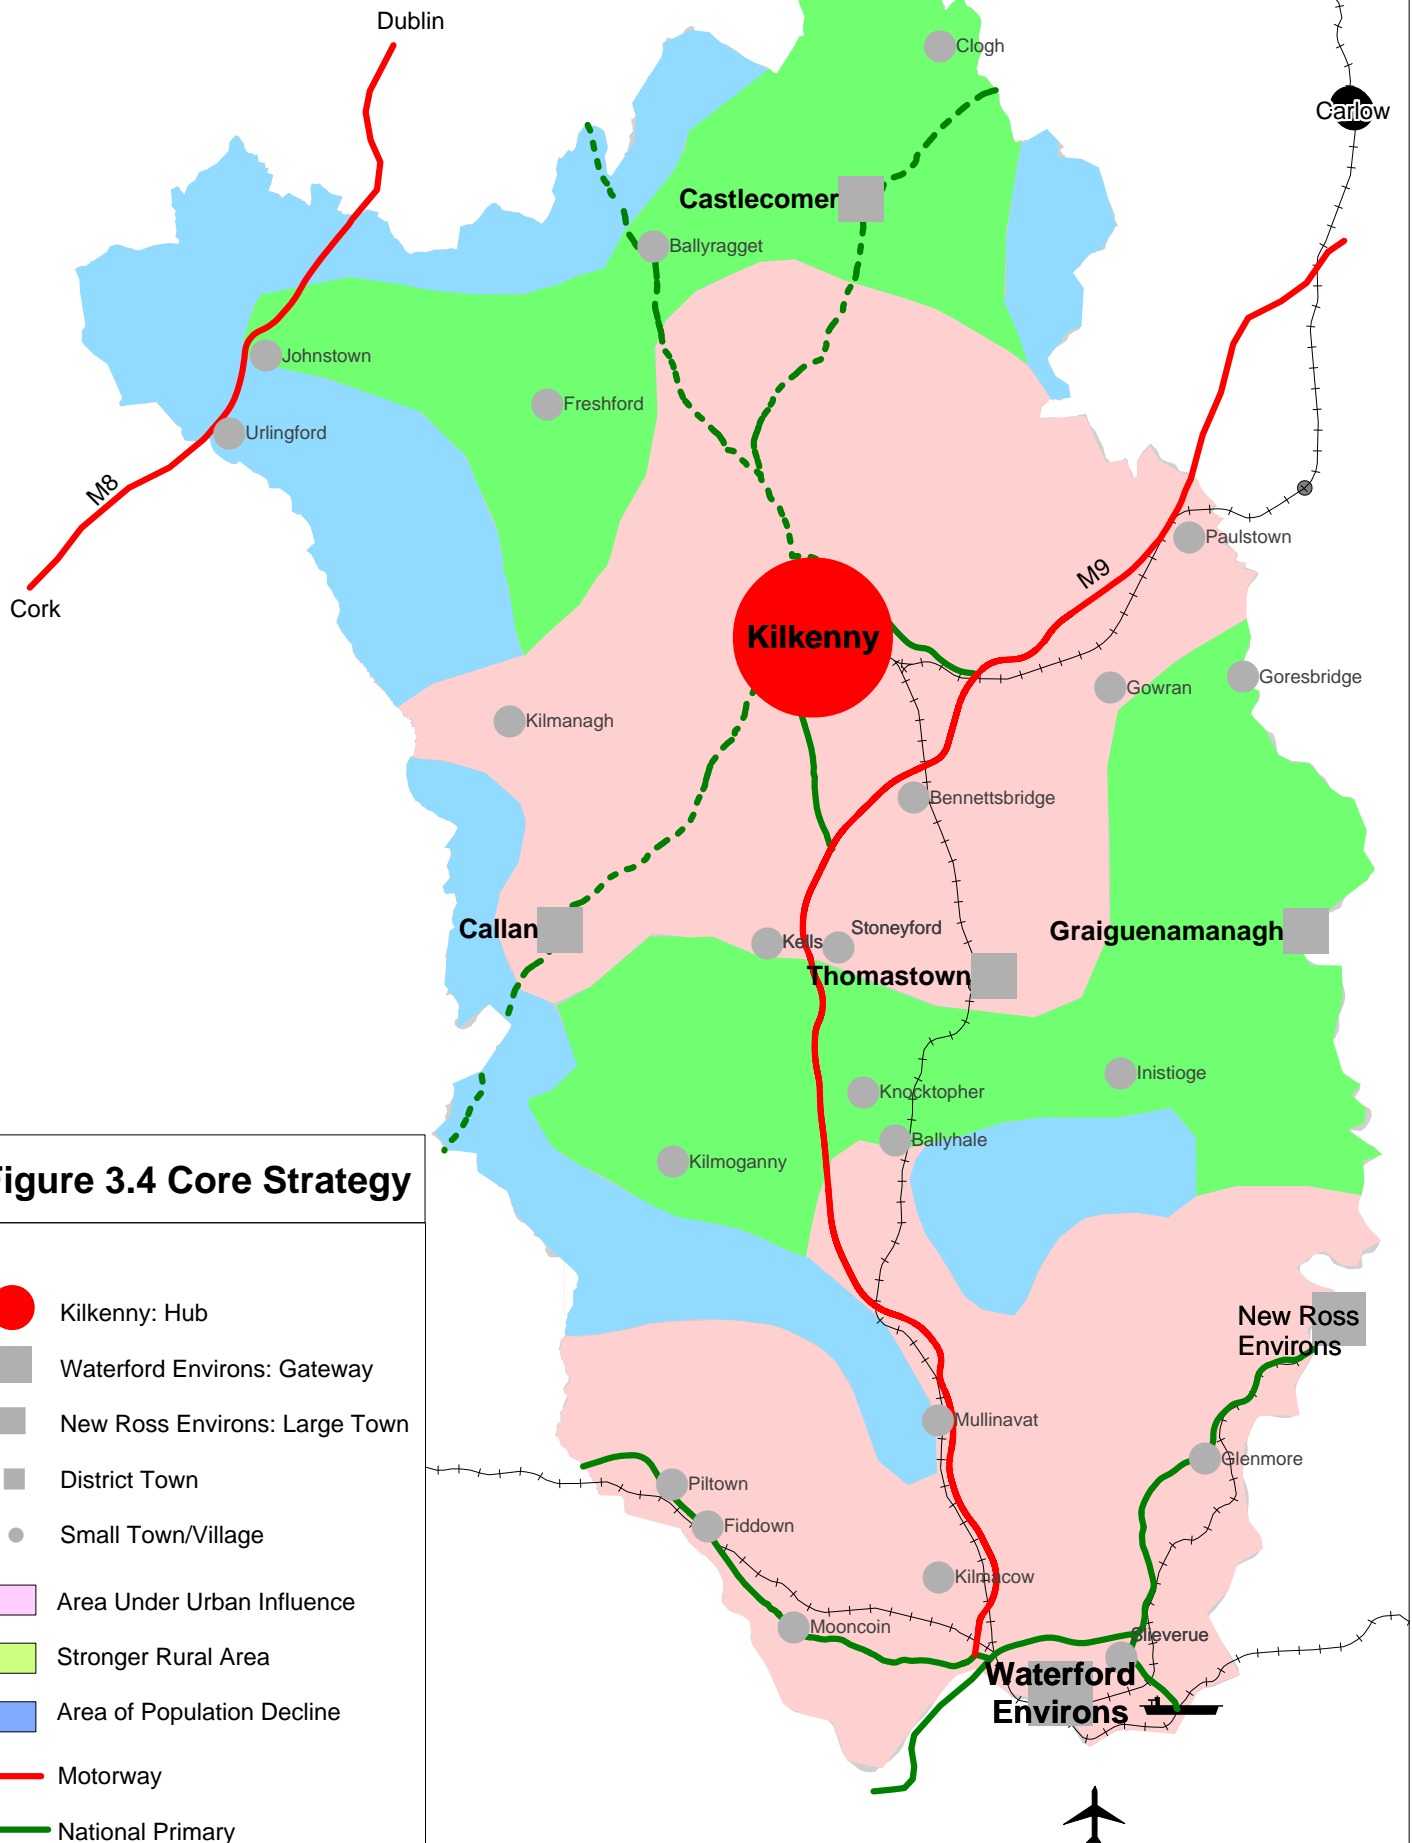 Dublin
Clogh
Carlow
Castlecomer
Ballyragget
Johnstown
Freshford
Urlingford
M8
Paulstown
M9
Cork
Kilkenny
Goresbridge
Gowran
Kilmanagh
Bennettsbridge
Callan
Kells
Stoneyford
Graiguenamanagh
Thomastown
Inistioge
Knocktopher
Ballyhale
Kilmoganny
New Ross
Environs
Mullinavat
Glenmore
Piltown
Fiddown
Kilmacow
Mooncoin
Slieverue
Waterford
Environs
igure 3.4 Core Strategy
Kilkenny: Hub
Waterford Environs: Gateway
New Ross Environs: Large Town
District Town
Small Town/Village
Area Under Urban Influence
Stronger Rural Area
Area of Population Decline
Motorway
National Primary